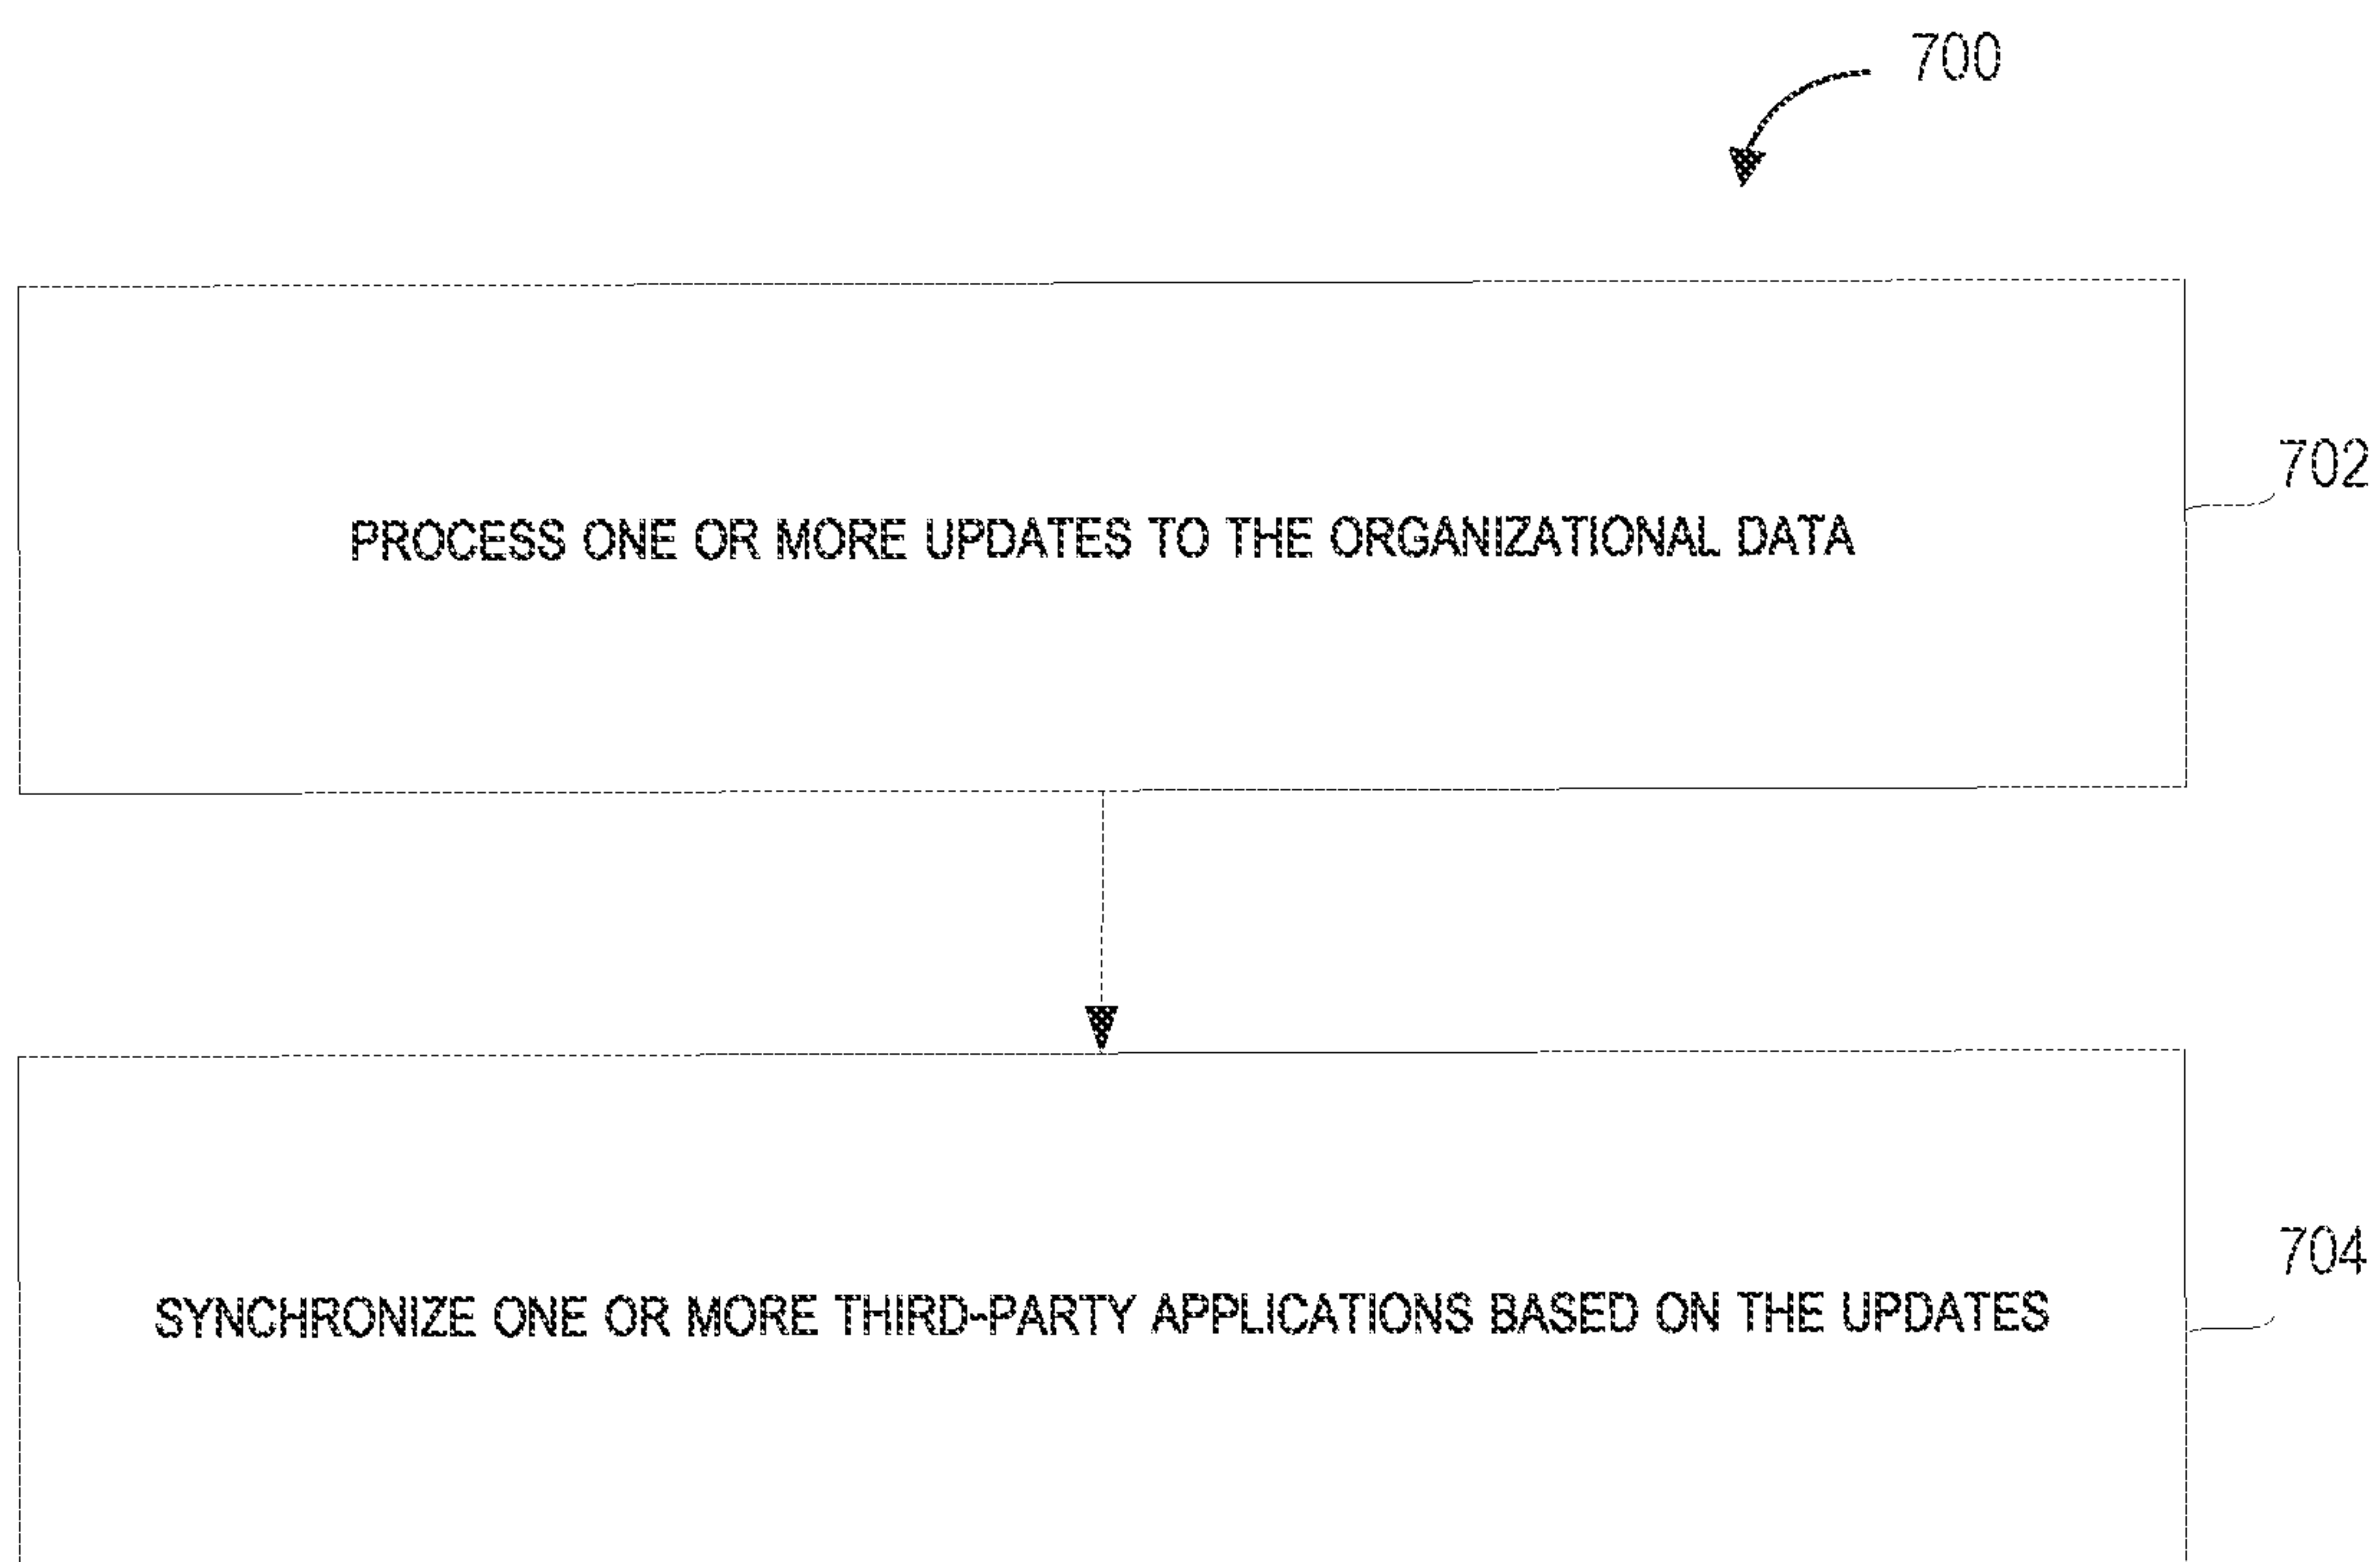 700
702
PROCESS ONE OR MORE UPDATES TO THE ORGANIZATIONAL DATA
704
SYNCHRONIZE ONE OR MORE THIRD-PARTY APPLICATIONS BASED ON THE UPDATES